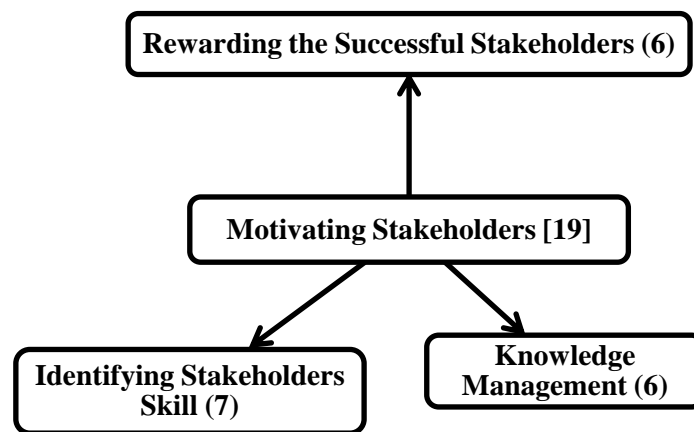 Rewarding the Successful Stakeholders (6)
Motivating Stakeholders [19]
Identifying Stakeholders
Skill (7)
Knowledge
Management (6)